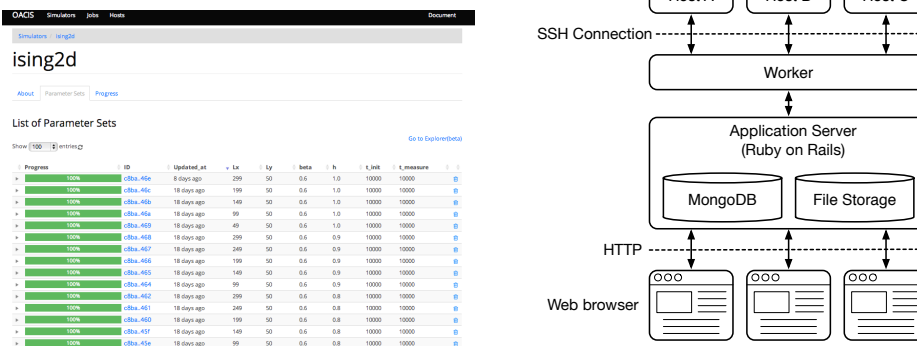 OACIS Simulators Jobs Hosts Document
Simulators ising2d
ising2d
About Parameter Sets Progress
List of Parameter Sets
Go to Explorer(beta)
Show 100 entries
Progress ID Updated_at Lx Ly beta h t_init t_measure
100% c8ba..46e 8 days ago 299 50 0.6 1.0 10000 10000
100% c8ba..46c 18 days ago 199 50 0.6 1.0 10000 10000
100% c8ba..46b 18 days ago 149 50 0.6 1.0 10000 10000
100% c8ba..46a 18 days ago 99 50 0.6 1.0 10000 10000
100% c8ba..469 18 days ago 49 50 0.6 1.0 10000 10000
100% c8ba..468 18 days ago 299 50 0.6 0.9 10000 10000
100% c8ba..467 18 days ago 249 50 0.6 0.9 10000 10000
100% c8ba..466 18 days ago 199 50 0.6 0.9 10000 10000
100% c8ba..465 18 days ago 149 50 0.6 0.9 10000 10000
100% c8ba..464 18 days ago 99 50 0.6 0.9 10000 10000
100% c8ba..462 18 days ago 299 50 0.6 0.8 10000 10000
100% c8ba..461 18 days ago 249 50 0.6 0.8 10000 10000
100% c8ba..460 18 days ago 199 50 0.6 0.8 10000 10000
100% c8ba..45f 18 days ago 149 50 0.6 0.8 10000 10000
100% c8ba..45e 18 days ago 99 50 0.6 0.8 10000 10000
SSH Connection
Worker
Application Server
(Ruby on Rails)
MongoDB File Storage
HTTP
Web browser